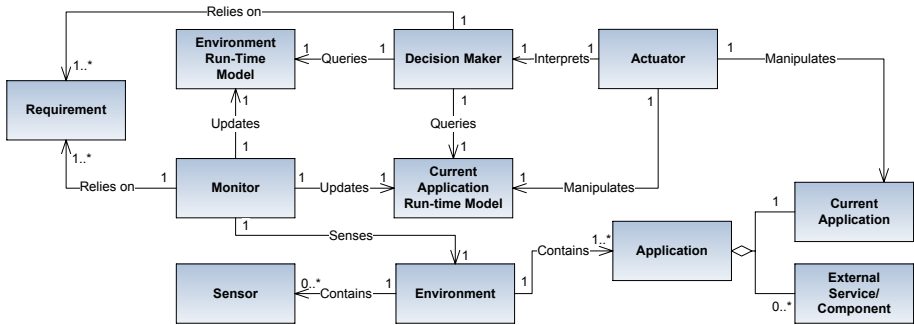 Relies on
1
1..*
Environment
Run-Time
Model
1
Queries
1
Decision Maker
1
Interprets
1
Actuator
1
Manipulates
Requirement
1
1
1
Updates
Queries
1..*
1
1
Relies on
1
Monitor
1
Updates
1
Current
Application
Run-time Model
1
Manipulates
1
Senses
1..*
Contains
Application
1
Current
Application
1
Sensor
0..*
Contains
1
Environment
1
External
Service/
Component
0..*